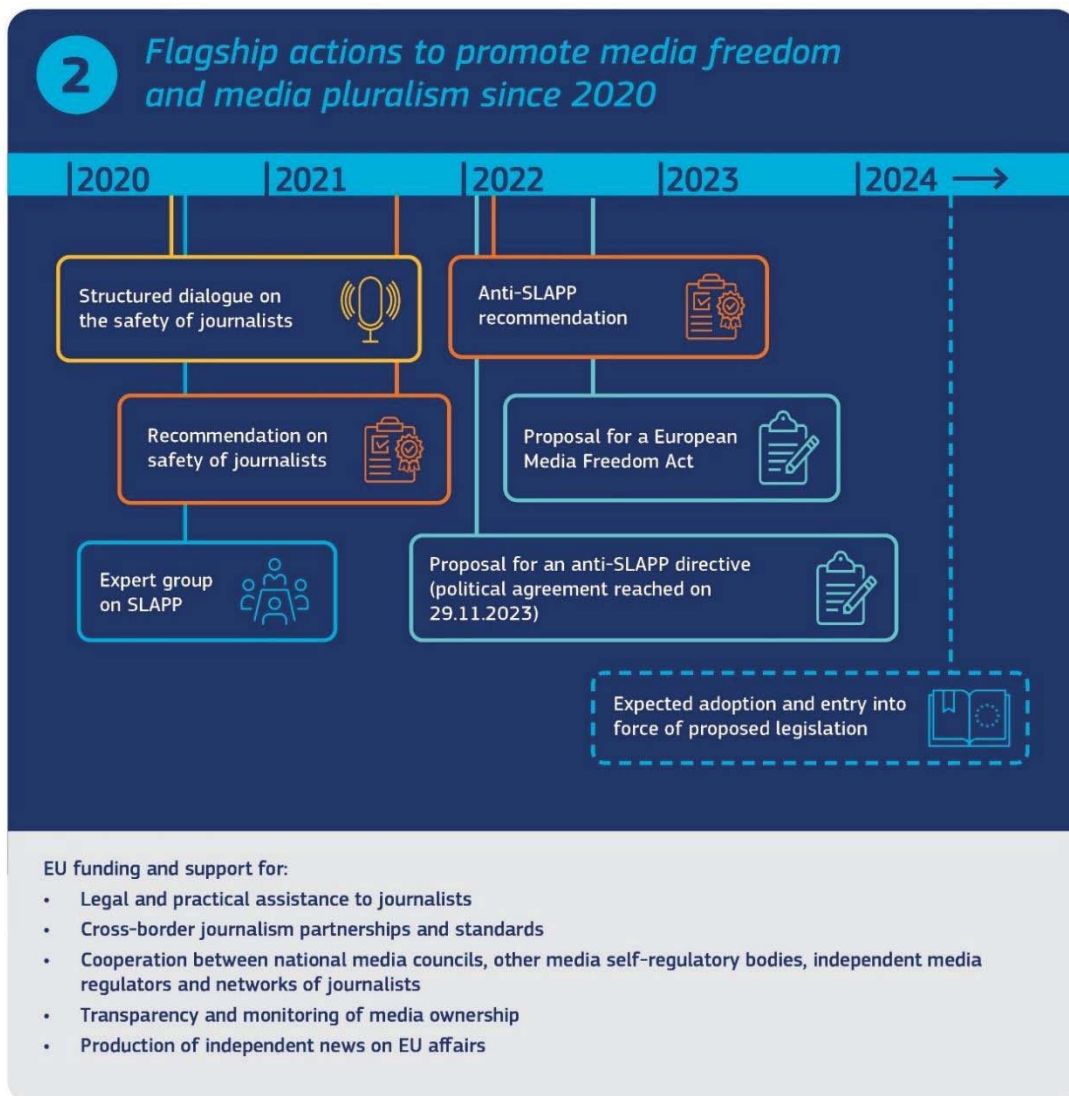 2
Flagship actions to promote media freedom
and media pluralism since 2020
|2020 |2021 |2022 |2023 |2024 →
Structured dialogue on
the safety of journalists
Anti-SLAPP
recommendation
Recommendation on
safety of journalists
Proposal for a European
Media Freedom Act
Expert group
on SLAPP
Proposal for an anti-SLAPP directive
(political agreement reached on
29.11.2023)
Expected adoption and entry into
force of proposed legislation
EU funding and support for:
• Legal and practical assistance to journalists
• Cross-border journalism partnerships and standards
• Cooperation between national media councils, other media self-regulatory bodies, independent media
regulators and networks of journalists
• Transparency and monitoring of media ownership
• Production of independent news on EU affairs